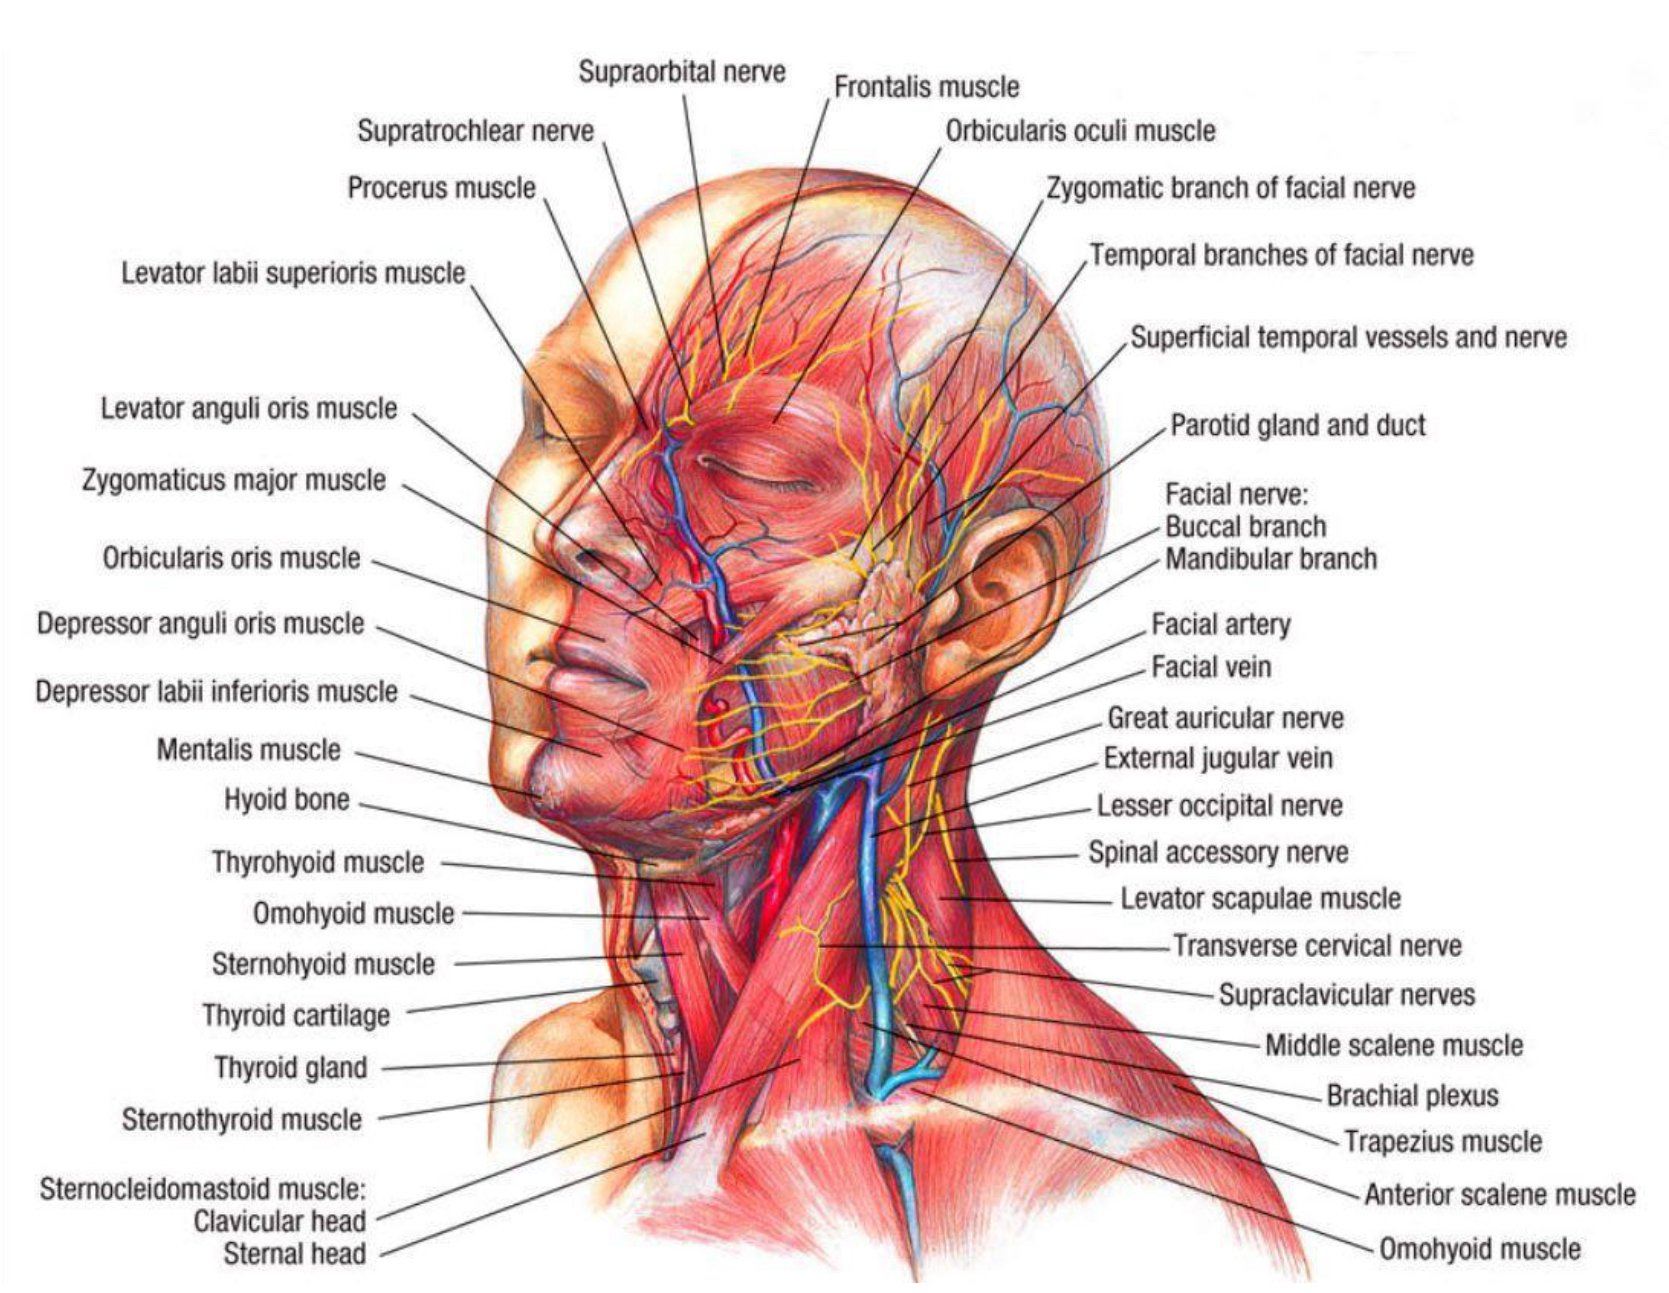 Supraorbital nerve
Frontalis muscle
Supratrochlear nerve
Orbicularis oculi muscle
Procerus muscle
Zygomatic branch of facial nerve
Levator labii superioris muscle
Temporal branches of facial nerve
Superficial temporal vessels and nerve
Levator anguli oris muscle
Parotid gland and duct
Zygomaticus major muscle
Facial nerve:
Buccal branch
Mandibular branch
Orbicularis oris muscle
Depressor anguli oris muscle
Facial artery
Facial vein
Depressor labii inferioris muscle
Great auricular nerve
Mentalis muscle
External jugular vein
Hyoid bone
Lesser occipital nerve
Thyrohyoid muscle
Spinal accessory nerve
Levator scapulae muscle
Omohyoid muscle
Transverse cervical nerve
Sternohyoid muscle
Supraclavicular nerves
Thyroid cartilage
Middle scalene muscle
Thyroid gland
Brachial plexus
Sternothyroid muscle
Trapezius muscle
Sternocleidomastoid muscle:
Clavicular head
Sternal head
Anterior scalene muscle
Omohyoid muscle